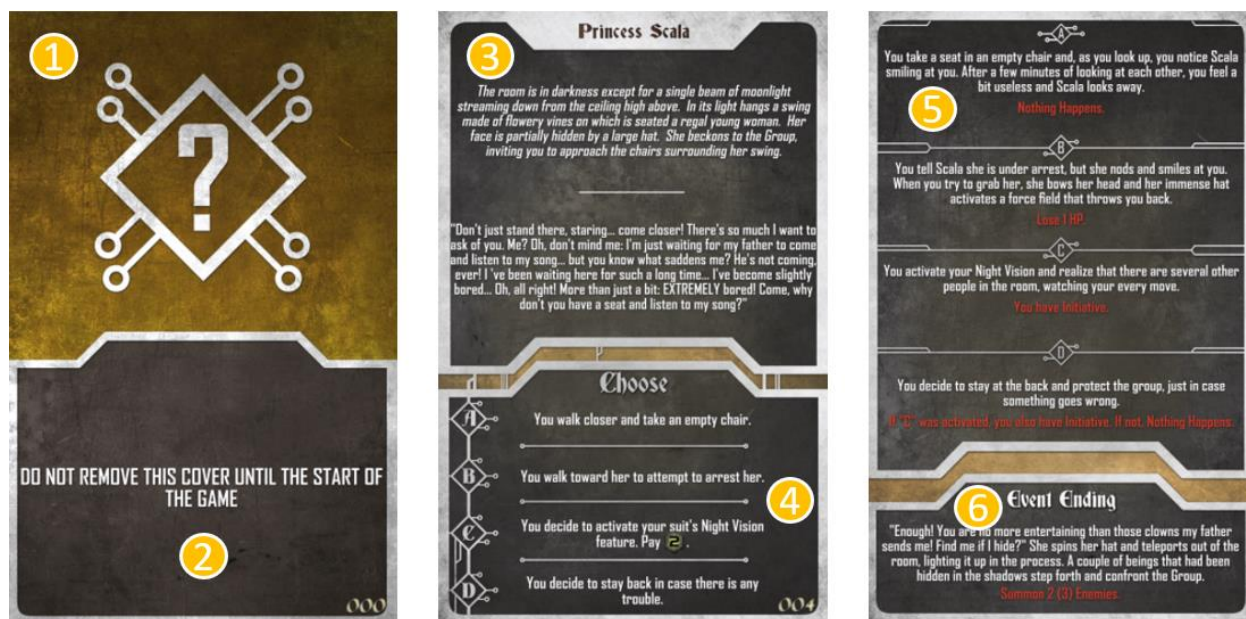 1
?
DO NOT REMOVE THIS COVER UNTIL THE START OF
THE GAME
2
000
3
Princess Scala
The room is in darkness except for a single beam of moonlight
streaming down from the ceiling high above. In its light hangs a swing
made of flowery vines on which is seated a regal young woman. Her
face is partially hidden by a large hat. She beckons to the Group,
inviting you to approach the chairs surrounding her swing.
"Don't just stand there, staring... come closer! There's so much I want to
ask of you. Me? Oh, don't mind me: I'm just waiting for my father to come
and listen to my song... but you know what saddens me? He's not coming,
ever! I 've been waiting here for such a long time... I've become slightly
bored... Oh, all right! More than just a bit: EXTREMELY bored! Come, why
don't you have a seat and listen to my song?"
Choose
A
You walk closer and take an empty chair.
B
You walk toward her to attempt to arrest her.
4
C
You decide to activate your suit's Night Vision
feature. Pay 2 .
D
You decide to stay back in case there is any
trouble.
004
A
You take a seat in an empty chair and, as you look up, you notice Scala
smiling at you. After a few minutes of looking at each other, you feel a
bit useless and Scala looks away.
5
Nothing Happens.
B
You tell Scala she is under arrest, but she nods and smiles at you.
When you try to grab her, she bows her head and her immense hat
activates a force field that throws you back.
Lose 1 HP.
C
You activate your Night Vision and realize that there are several other
people in the room, watching your every move.
You have Initiative.
D
You decide to stay at the back and protect the group, just in case
something goes wrong.
If "C" was activated, you also have Initiative. If not, Nothing Happens.
6
Event Ending
"Enough! You are no more entertaining than those clowns my father
sends me! Find me if I hide?" She spins her hat and teleports out of the
room, lighting it up in the process. A couple of beings that had been
hidden in the shadows step forth and confront the Group.
Summon 2 (3) Enemies.